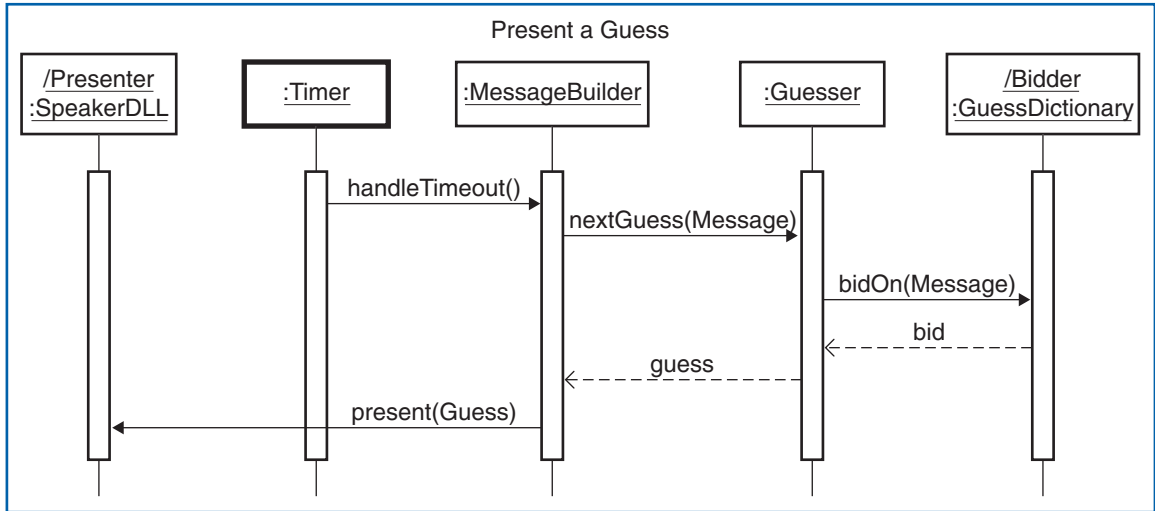 Present a Guess
/Presenter
:SpeakerDLL
:Timer
:MessageBuilder
:Guesser
/Bidder
:GuessDictionary
handleTimeout()
nextGuess(Message)
bidOn(Message)
bid
guess
present(Guess)